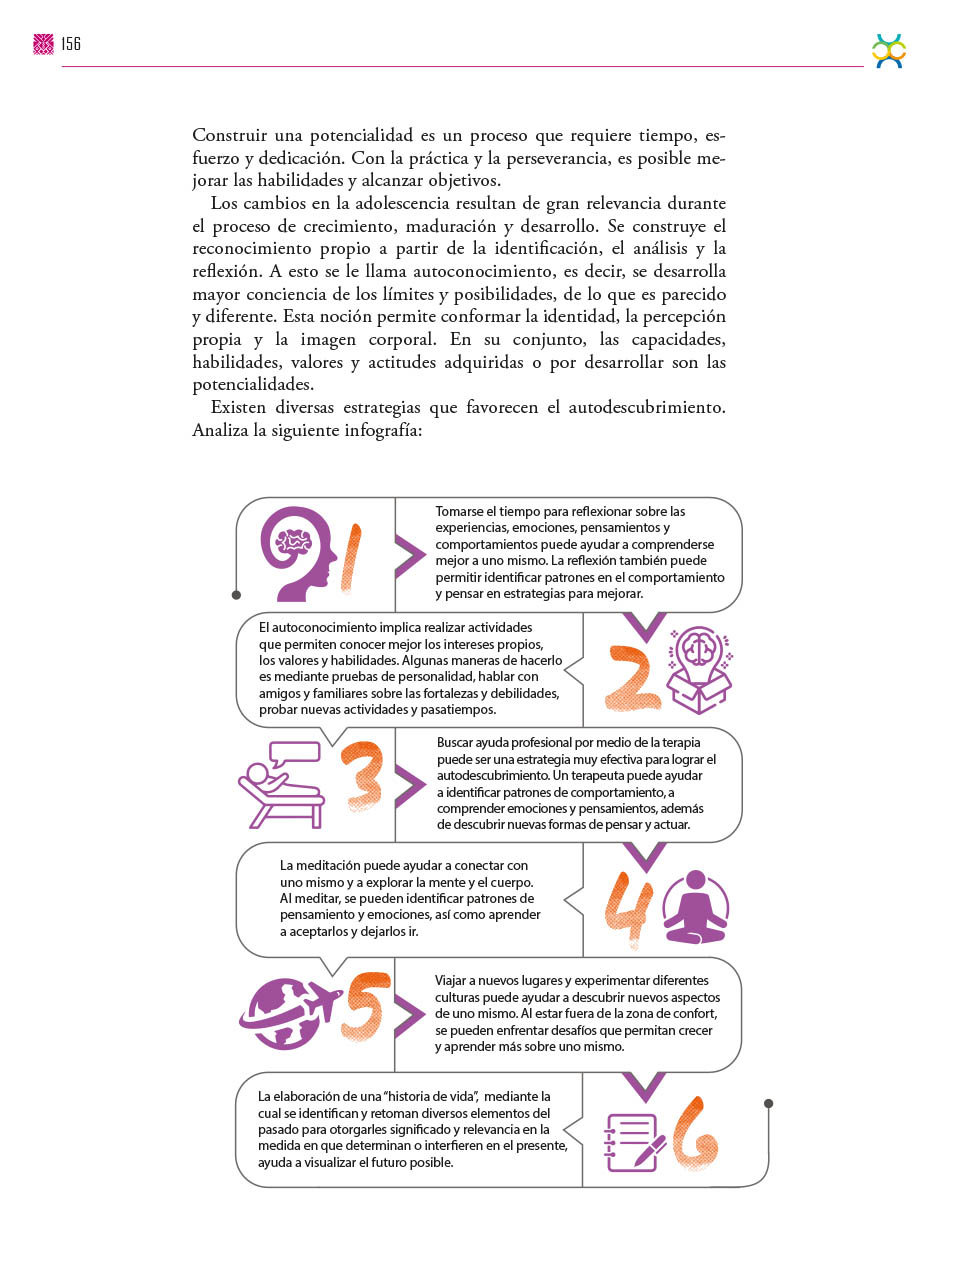 156
Construir una potencialidad es un proceso que requiere tiempo, es-
fuerzo y dedicación. Con la práctica y la perseverancia, es posible me-
jorar las habilidades y alcanzar objetivos.
Los cambios en la adolescencia resultan de gran relevancia durante
el proceso de crecimiento, maduración y desarrollo. Se construye el
reconocimiento propio a partir de la identificación, el análisis y la
reflexión. A esto se le llama autoconocimiento, es decir, se desarrolla
mayor conciencia de los límites y posibilidades, de lo que es parecido
y diferente. Esta noción permite conformar la identidad, la percepción
propia y la imagen corporal. En su conjunto, las capacidades,
habilidades, valores y actitudes adquiridas o por desarrollar son las
potencialidades.
Existen diversas estrategias que favorecen el autodescubrimiento.
Analiza la siguiente infografía:
1
Tomarse el tiempo para reflexionar sobre las
experiencias, emociones, pensamientos y
comportamientos puede ayudar a comprenderse
mejor a uno mismo. La reflexión también puede
permitir identificar patrones en el comportamiento
y pensar en estrategias para mejorar.
El autoconocimiento implica realizar actividades
que permiten conocer mejor los intereses propios,
los valores y habilidades. Algunas maneras de hacerlo
es mediante pruebas de personalidad, hablar con
amigos y familiares sobre las fortalezas y debilidades,
probar nuevas actividades y pasatiempos.
2
3
Buscar ayuda profesional por medio de la terapia
puede ser una estrategia muy efectiva para lograr el
autodescubrimiento. Un terapeuta puede ayudar
a identificar patrones de comportamiento, a
comprender emociones y pensamientos, además
de descubrir nuevas formas de pensar y actuar.
La meditación puede ayudar a conectar con
uno mismo y a explorar la mente y el cuerpo.
Al meditar, se pueden identificar patrones de
pensamiento y emociones, así como aprender
a aceptarlos y dejarlos ir.
4
5
Viajar a nuevos lugares y experimentar diferentes
culturas puede ayudar a descubrir nuevos aspectos
de uno mismo. Al estar fuera de la zona de confort,
se pueden enfrentar desafíos que permitan crecer
y aprender más sobre uno mismo.
La elaboración de una “historia de vida”, mediante la
cual se identifican y retoman diversos elementos del
pasado para otorgarles significado y relevancia en la
medida en que determinan o interfieren en el presente,
ayuda a visualizar el futuro posible.
6